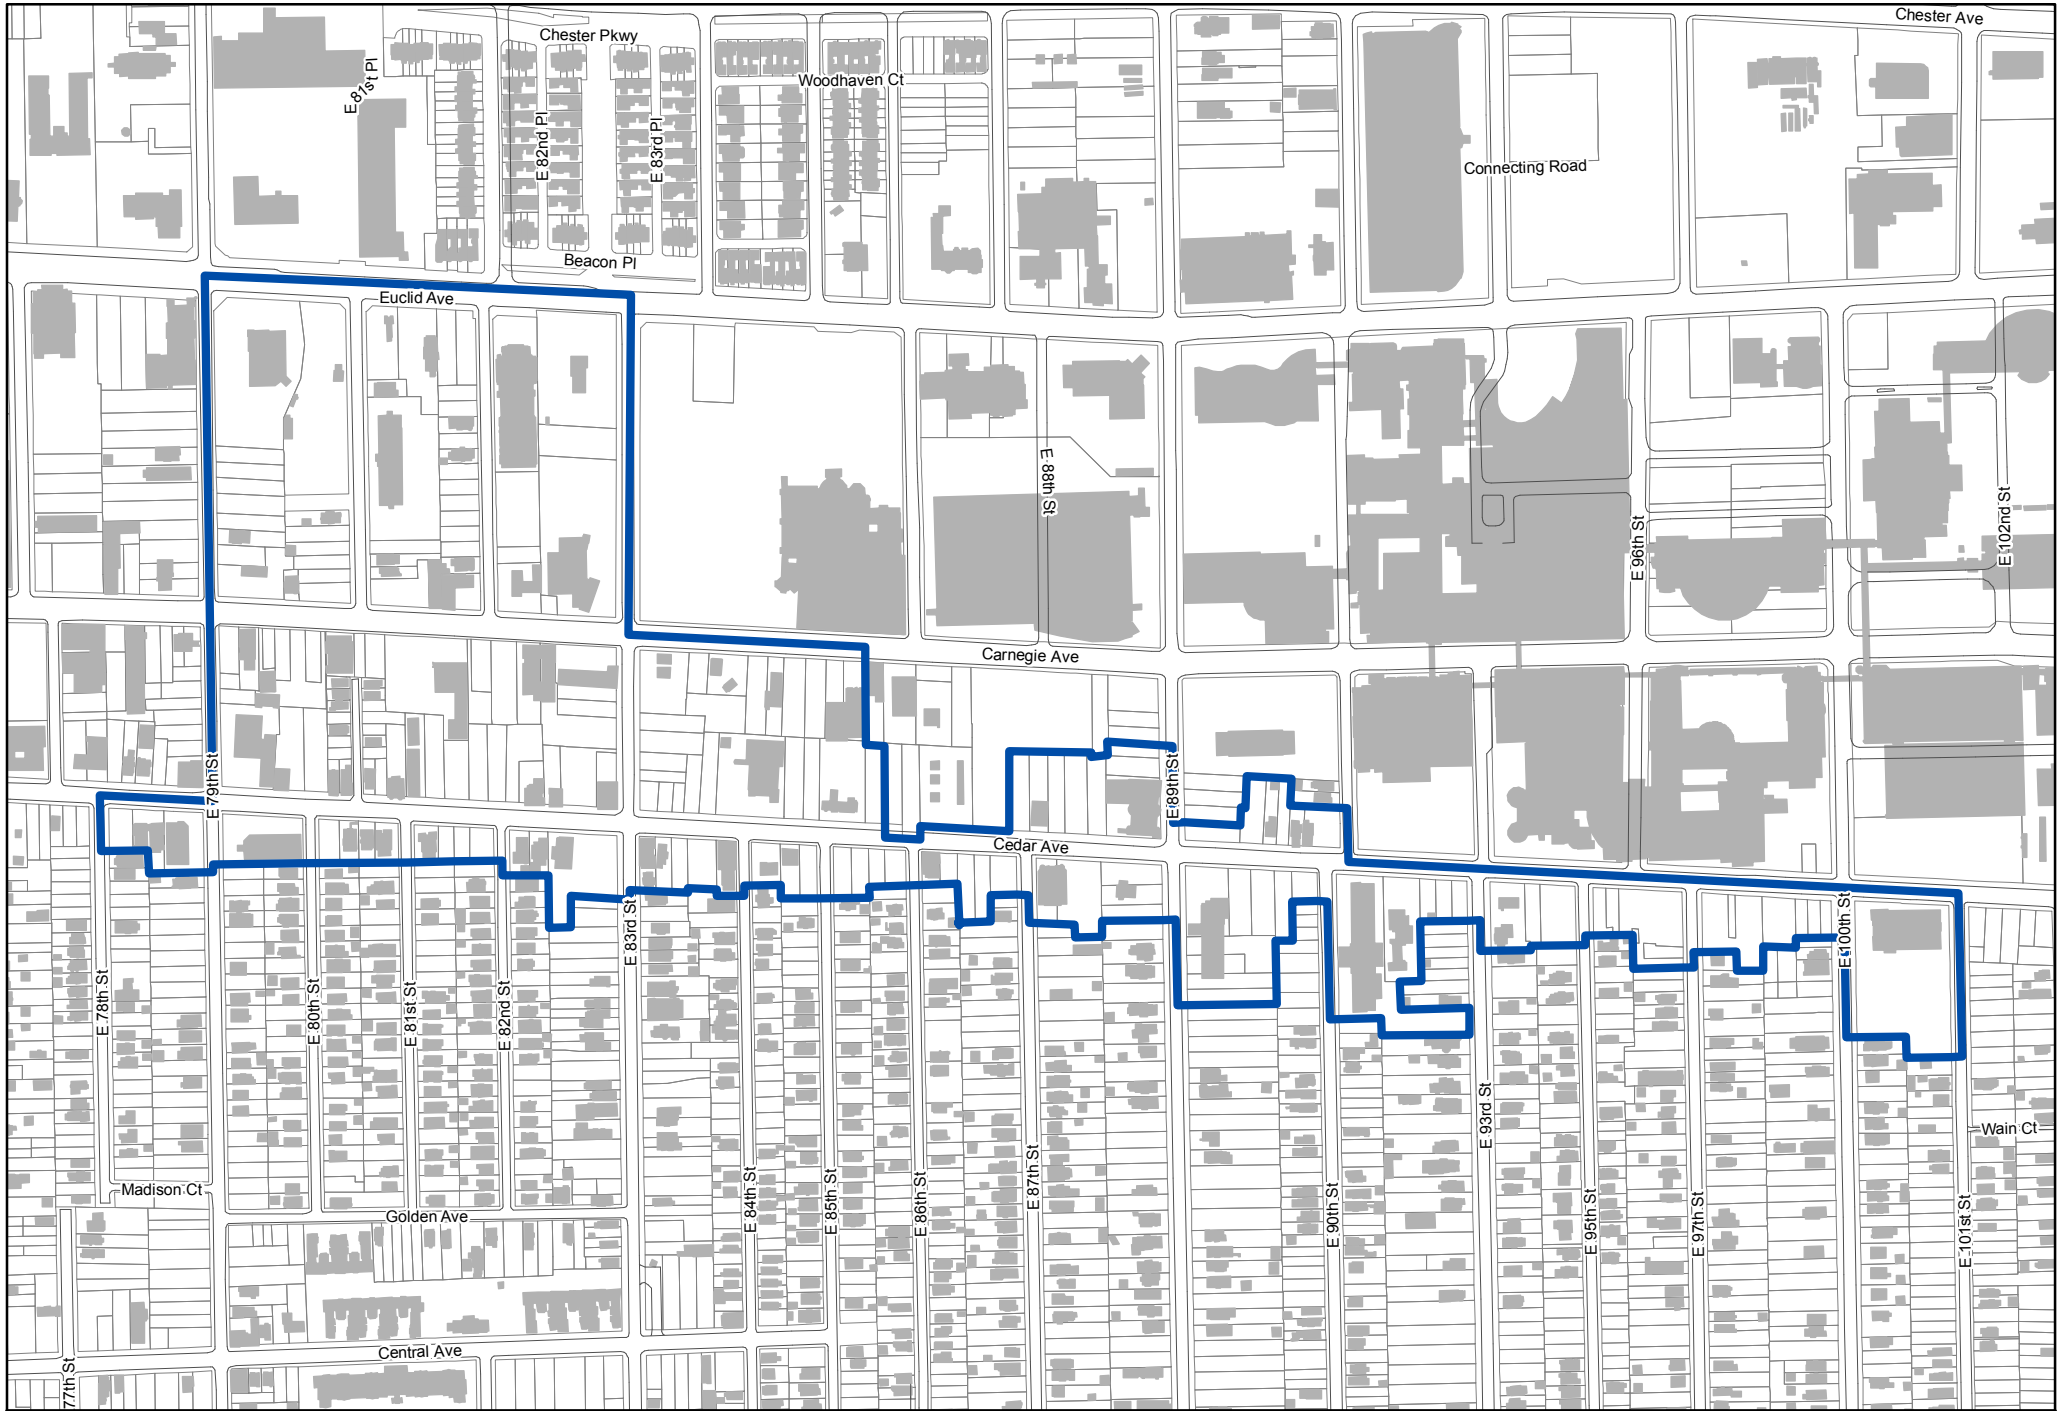 Chester Ave
Chester Pkwy
E 81st Pl
Woodhaven Ct
E 82nd Pl
E 83rd Pl
Connecting Road
Beacon Pl
Euclid Ave
E 88th St
E 96th St
E 102nd St
Carnegie Ave
E 79th St
E 89th St
Cedar Ave
E 83rd St
E 100th St
E 78th St
E 80th St
E 81st St
E 82nd St
E 93rd St
Wain Ct
Madison Ct
E 84th St
E 85th St
E 86th St
E 87th St
E 90th St
E 95th St
E 97th St
E 101st St
Golden Ave
Central Ave
77th St